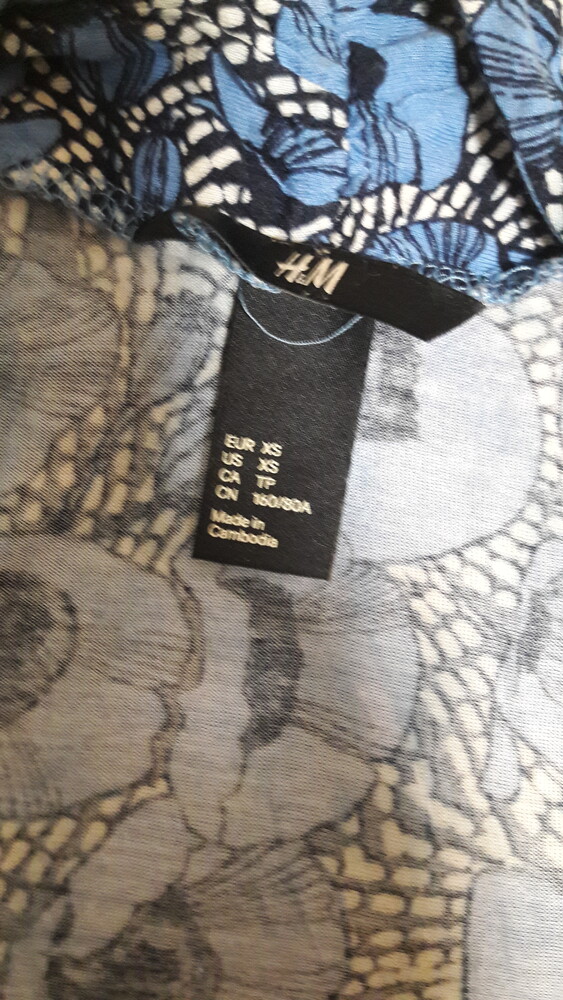 H&M
EUR XS
US XS
CA TP
CN 160/80A
Made in
Cambodia